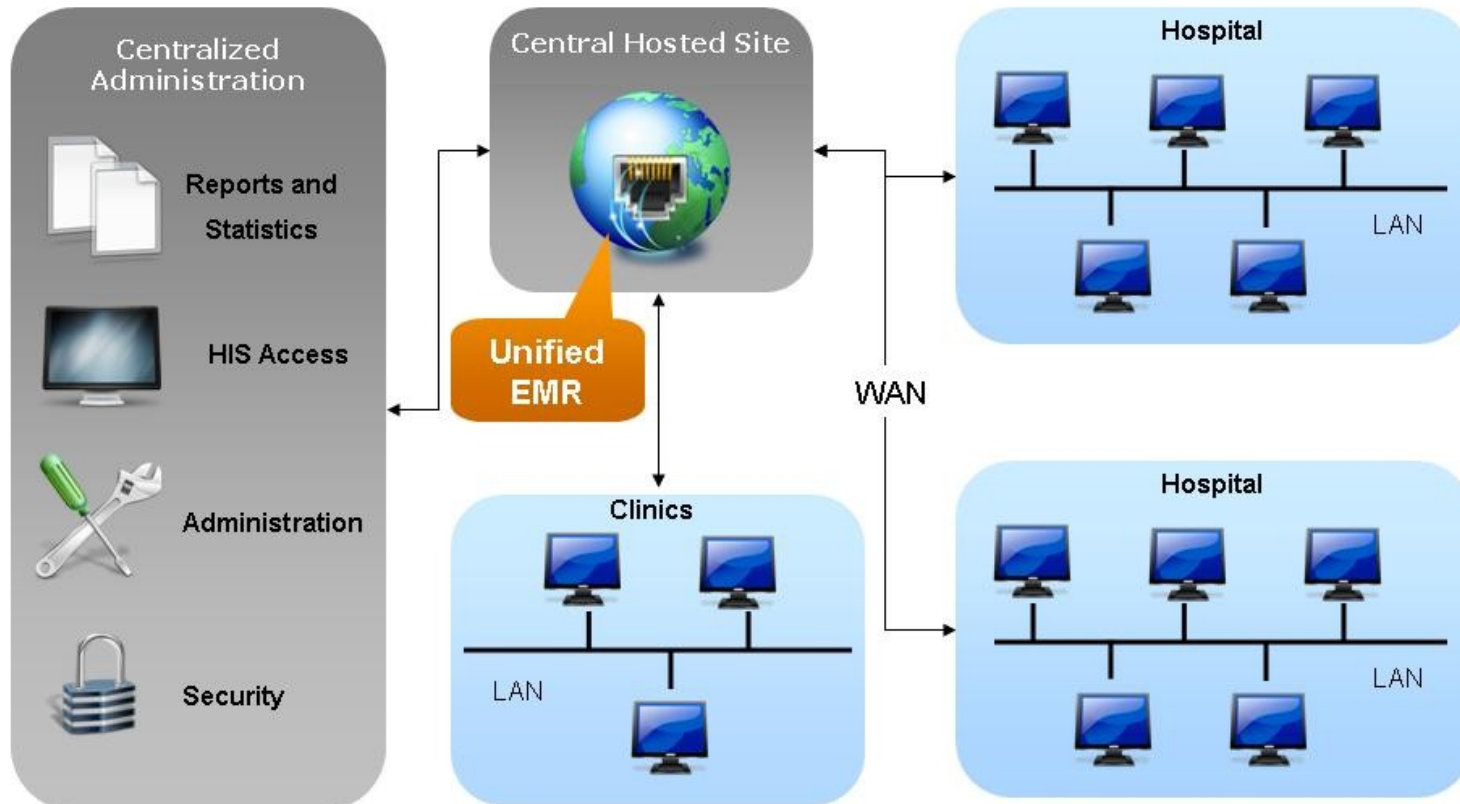 Centralized
Administration
Reports and
Statistics
HIS Access
Administration
Security
Central Hosted Site
Unified
EMR
Clinics
LAN
WAN
Hospital
LAN
Hospital
LAN